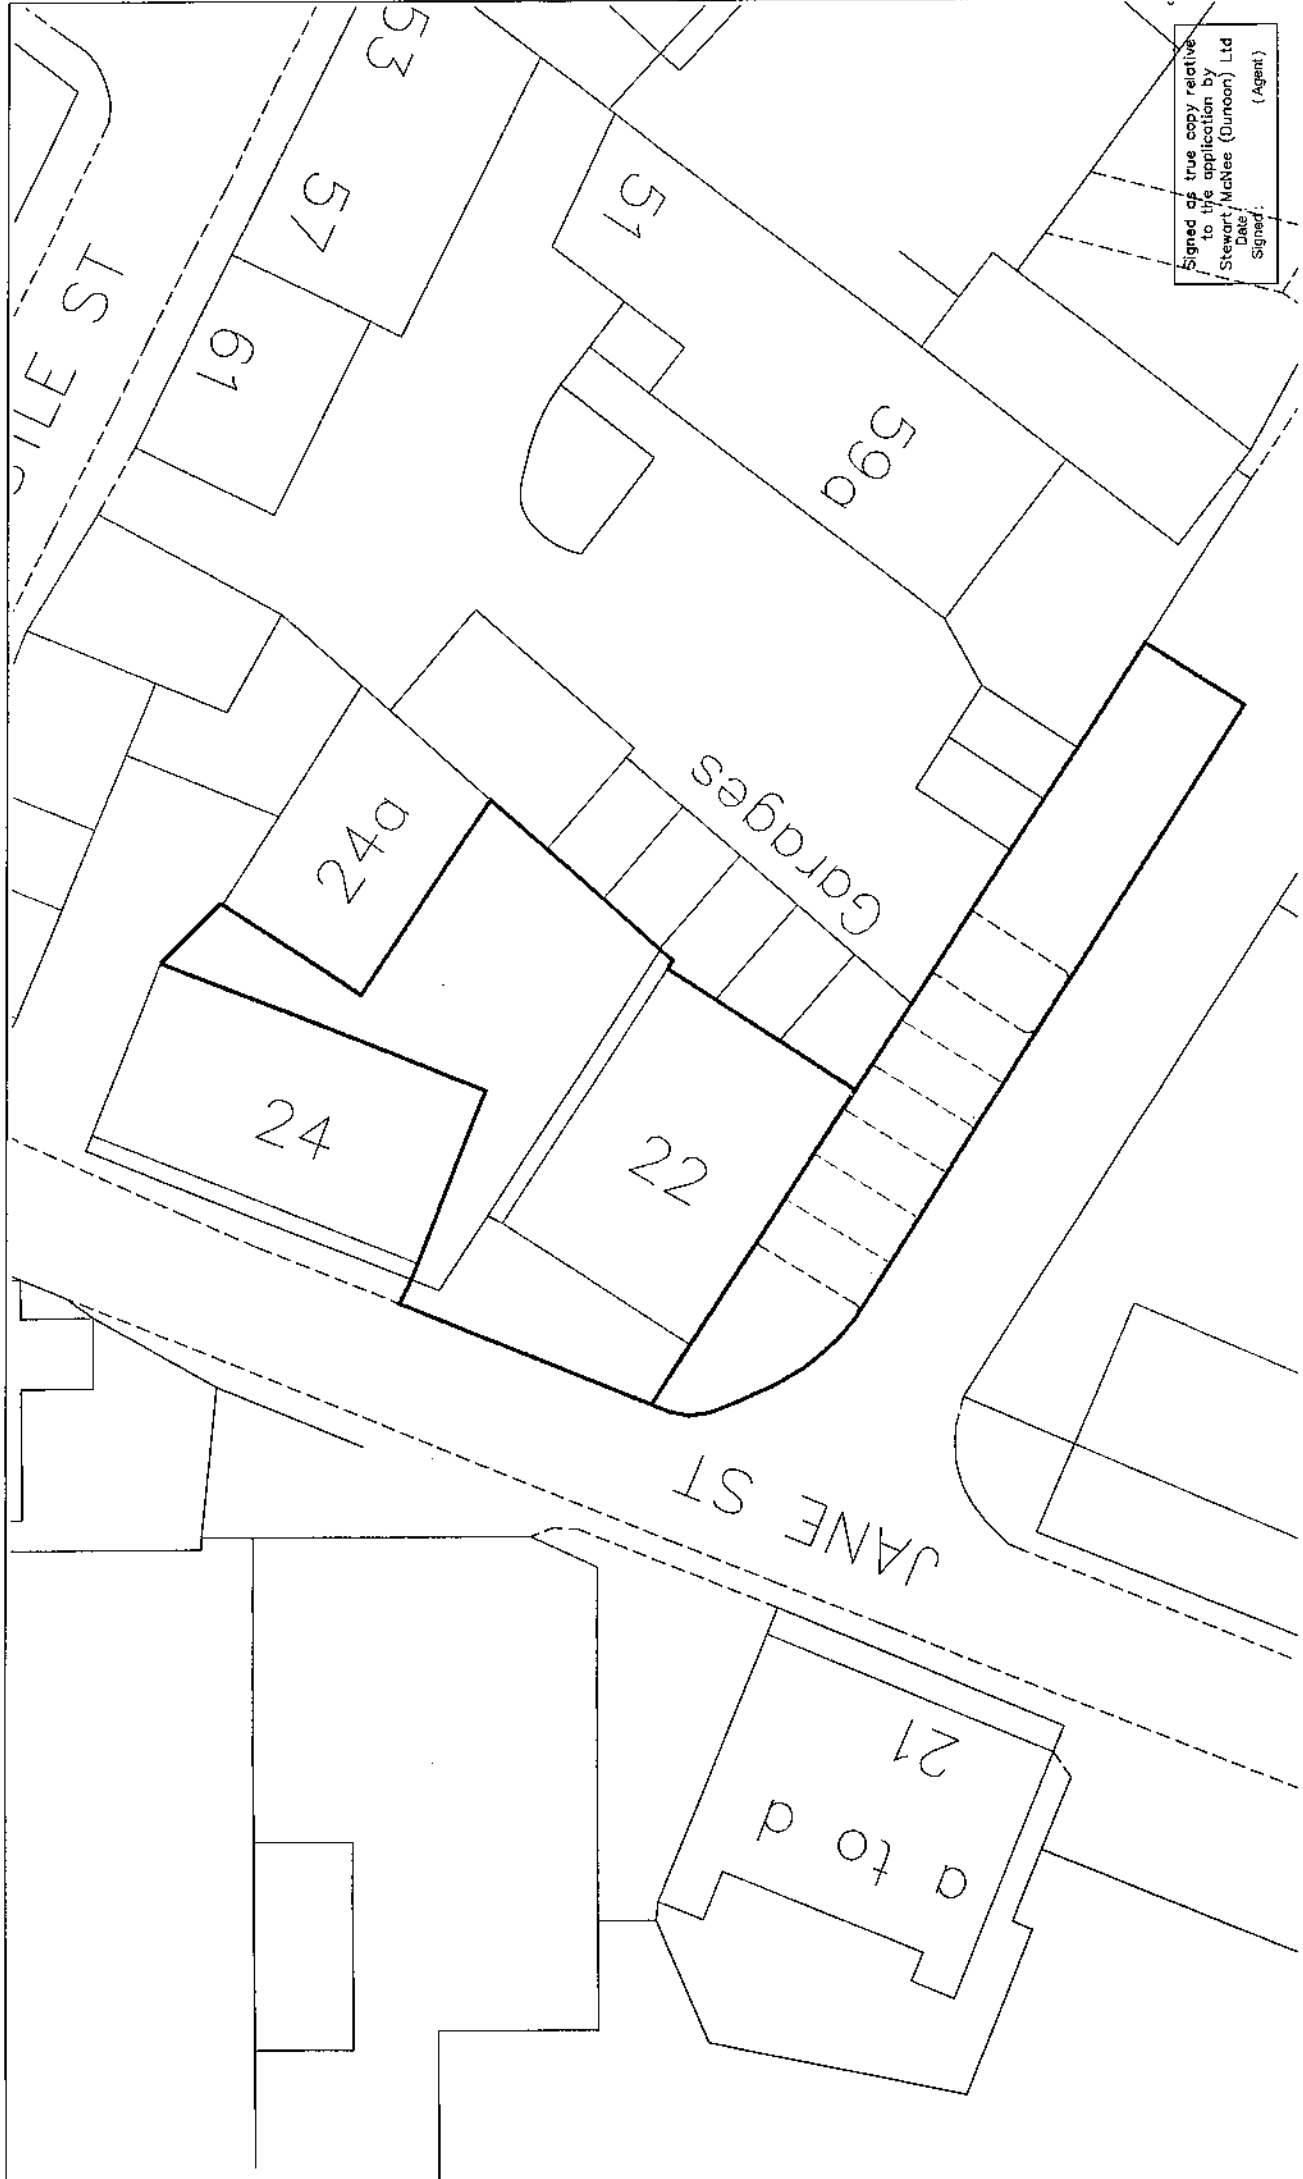 53
57
61
51
59a
Garages
24a
24
22
JANE ST
21
a to d
Signed as true copy relative
to the application by
Stewart McNee (Dunoon) Ltd
Date:
Signed: (Agent)
ST